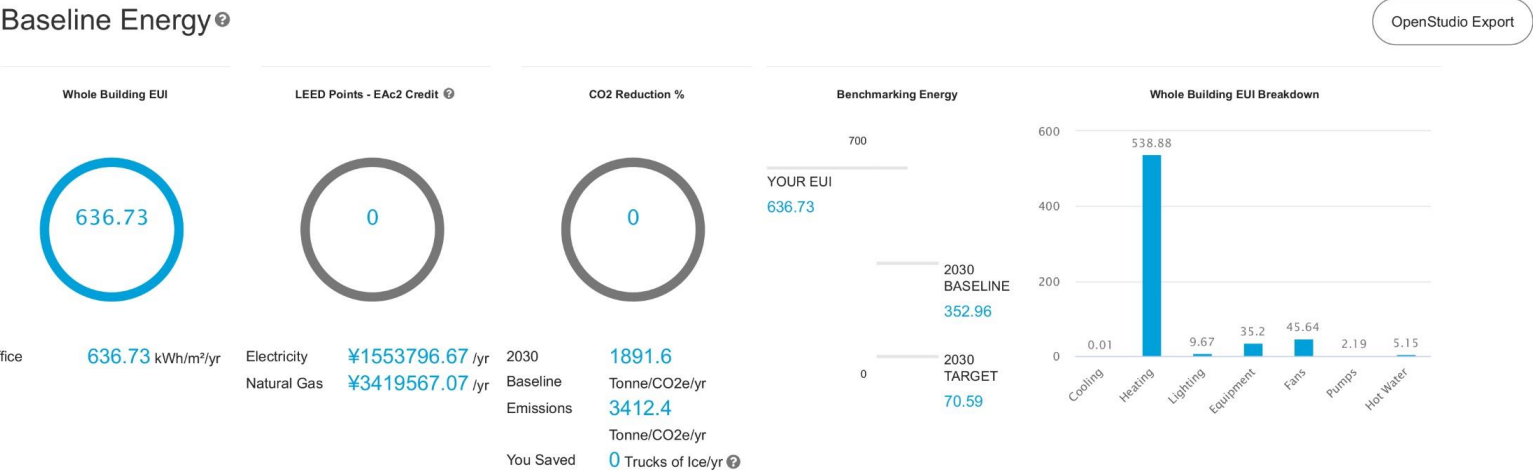 Baseline Energy
OpenStudio Export
Whole Building EUI
636.73
fice 636.73 kWh/m²/yr
LEED Points - EAc2 Credit
0
Electricity ¥1553796.67 /yr
Natural Gas ¥3419567.07 /yr
CO2 Reduction %
0
2030 1891.6
Baseline Tonne/CO2e/yr
Emissions 3412.4
Tonne/CO2e/yr
You Saved 0 Trucks of Ice/yr
Benchmarking Energy
700
YOUR EUI
636.73
2030
BASELINE
352.96
2030
TARGET
70.59
0
Whole Building EUI Breakdown
600
400
200
0
0.01
538.88
9.67
35.2
45.64
2.19
5.15
Cooling
Heating
Lighting
Equipment
Fans
Pumps
Hot Water